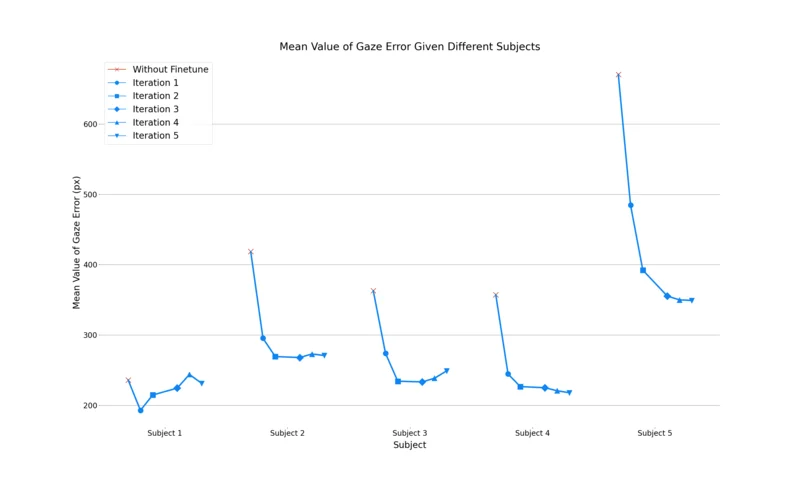 Mean Value of Gaze Error Given Different Subjects
Without Finetune
Iteration 1
Iteration 2
Iteration 3
Iteration 4
Iteration 5
600
500
400
300
200
Mean Value of Gaze Error (px)
Subject 1 Subject 2 Subject 3 Subject 4 Subject 5
Subject